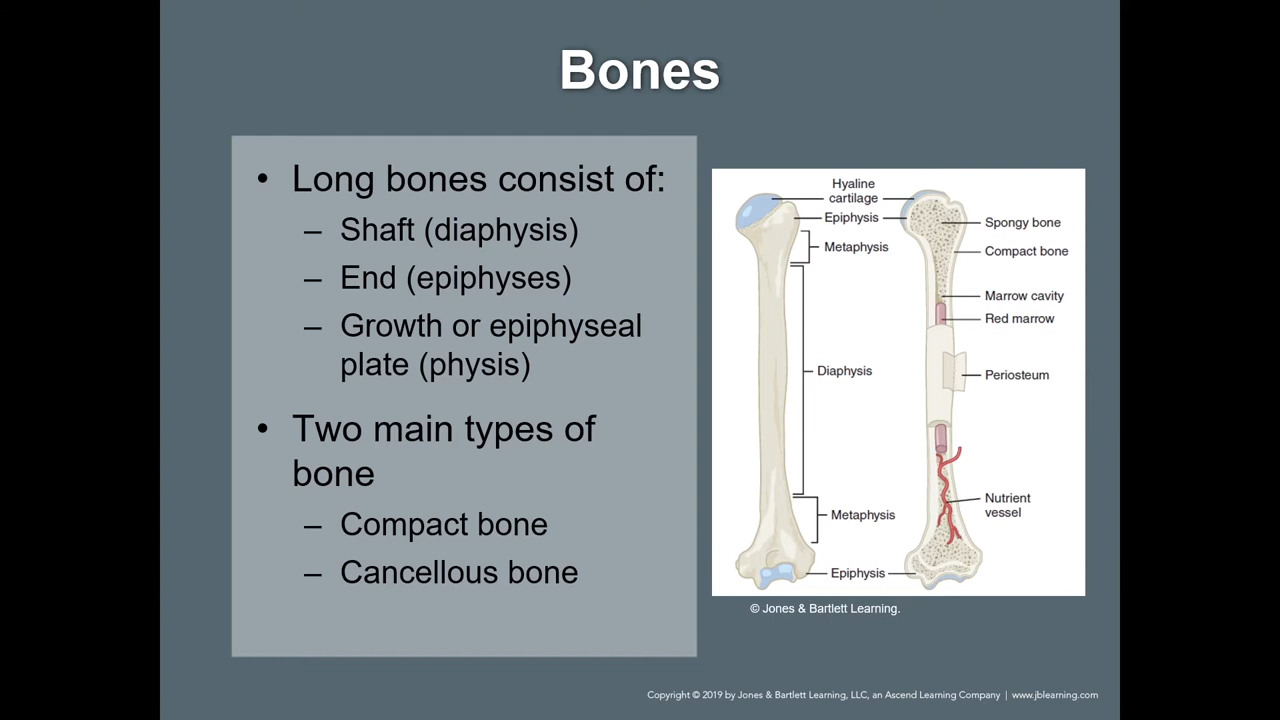 Bones
• Long bones consist of:
– Shaft (diaphysis)
– End (epiphyses)
– Growth or epiphyseal
plate (physis)
• Two main types of
bone
– Compact bone
– Cancellous bone
Hyaline
cartilage
Epiphysis
Metaphysis
Diaphysis
Metaphysis
Epiphysis
Spongy bone
Compact bone
Marrow cavity
Red marrow
Periosteum
Nutrient
vessel
© Jones & Bartlett Learning.
Copyright © 2019 by Jones & Bartlett Learning, LLC, an Ascend Learning Company | www.jblearning.com